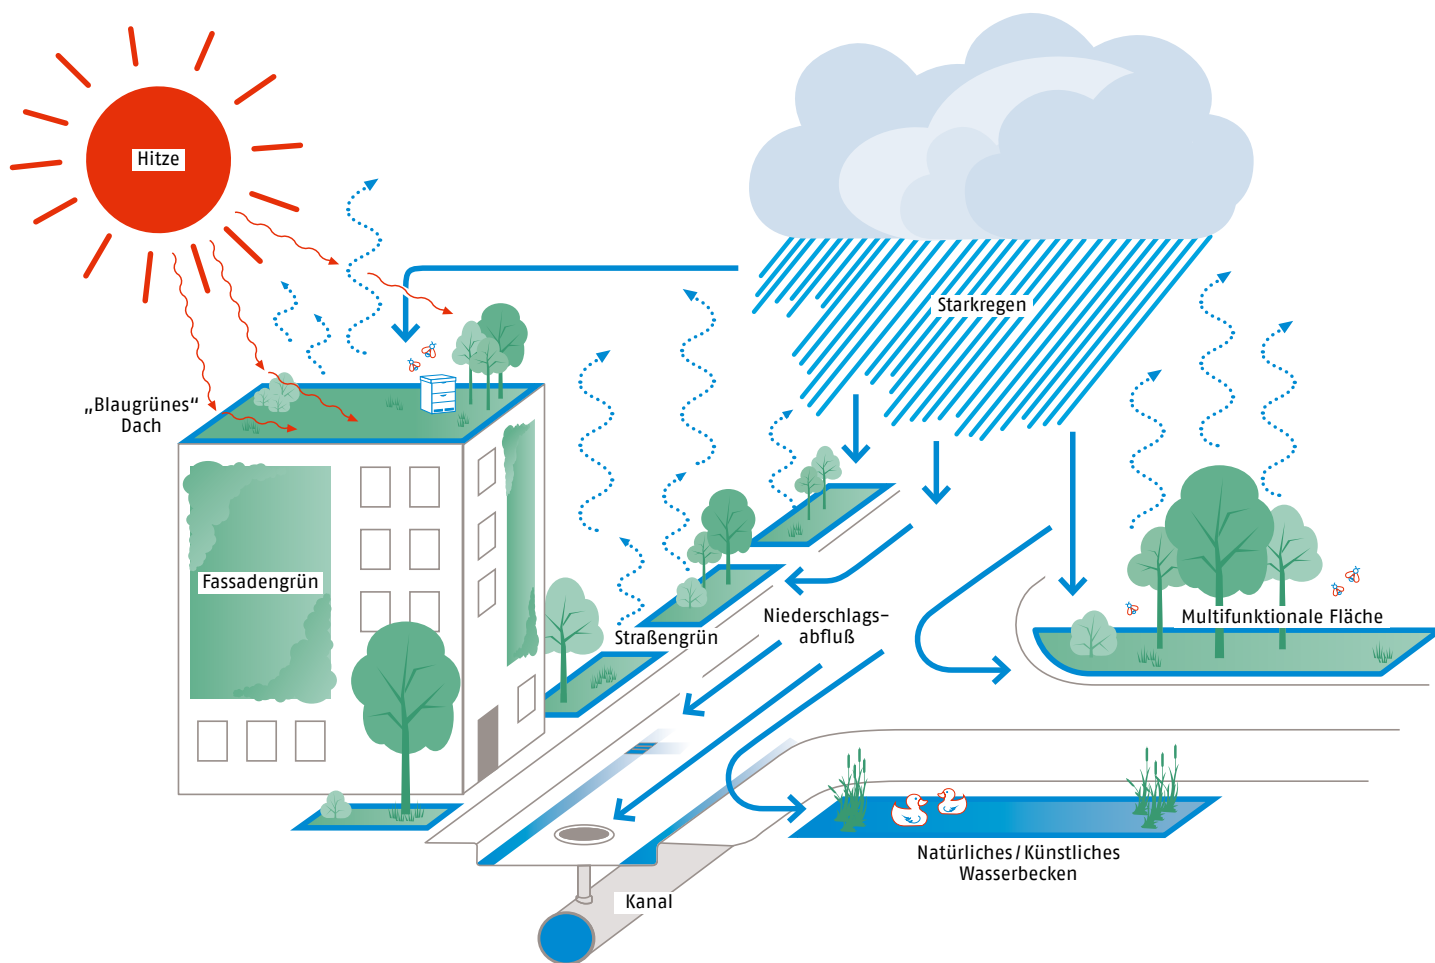 Hitze
Starkregen
„Blaugrünes“
Dach
Fassadengrün
Straßengrün
Niederschlags-
abfluß
Multifunktionale Fläche
Natürliches / Künstliches
Wasserbecken
Kanal